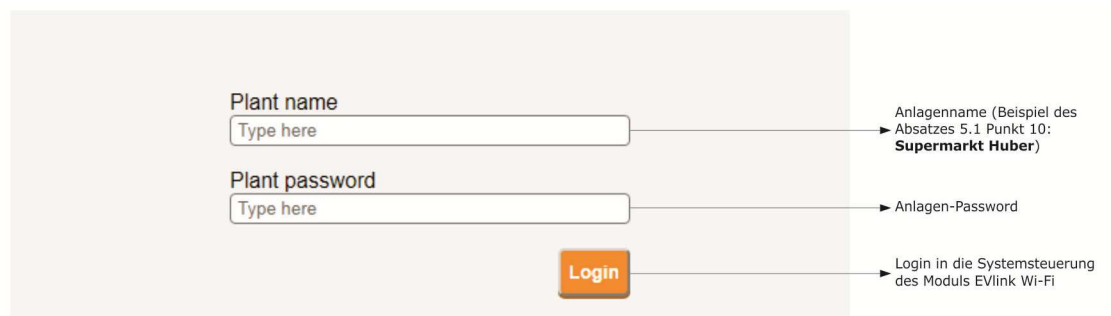 Plant name
Type here
Anlagenname (Beispiel des
Absatzes 5.1 Punkt 10:
Supermarkt Huber)
Plant password
Type here
Anlagen-Password
Login
Login in die Systemsteuerung
des Moduls EVlink Wi-Fi